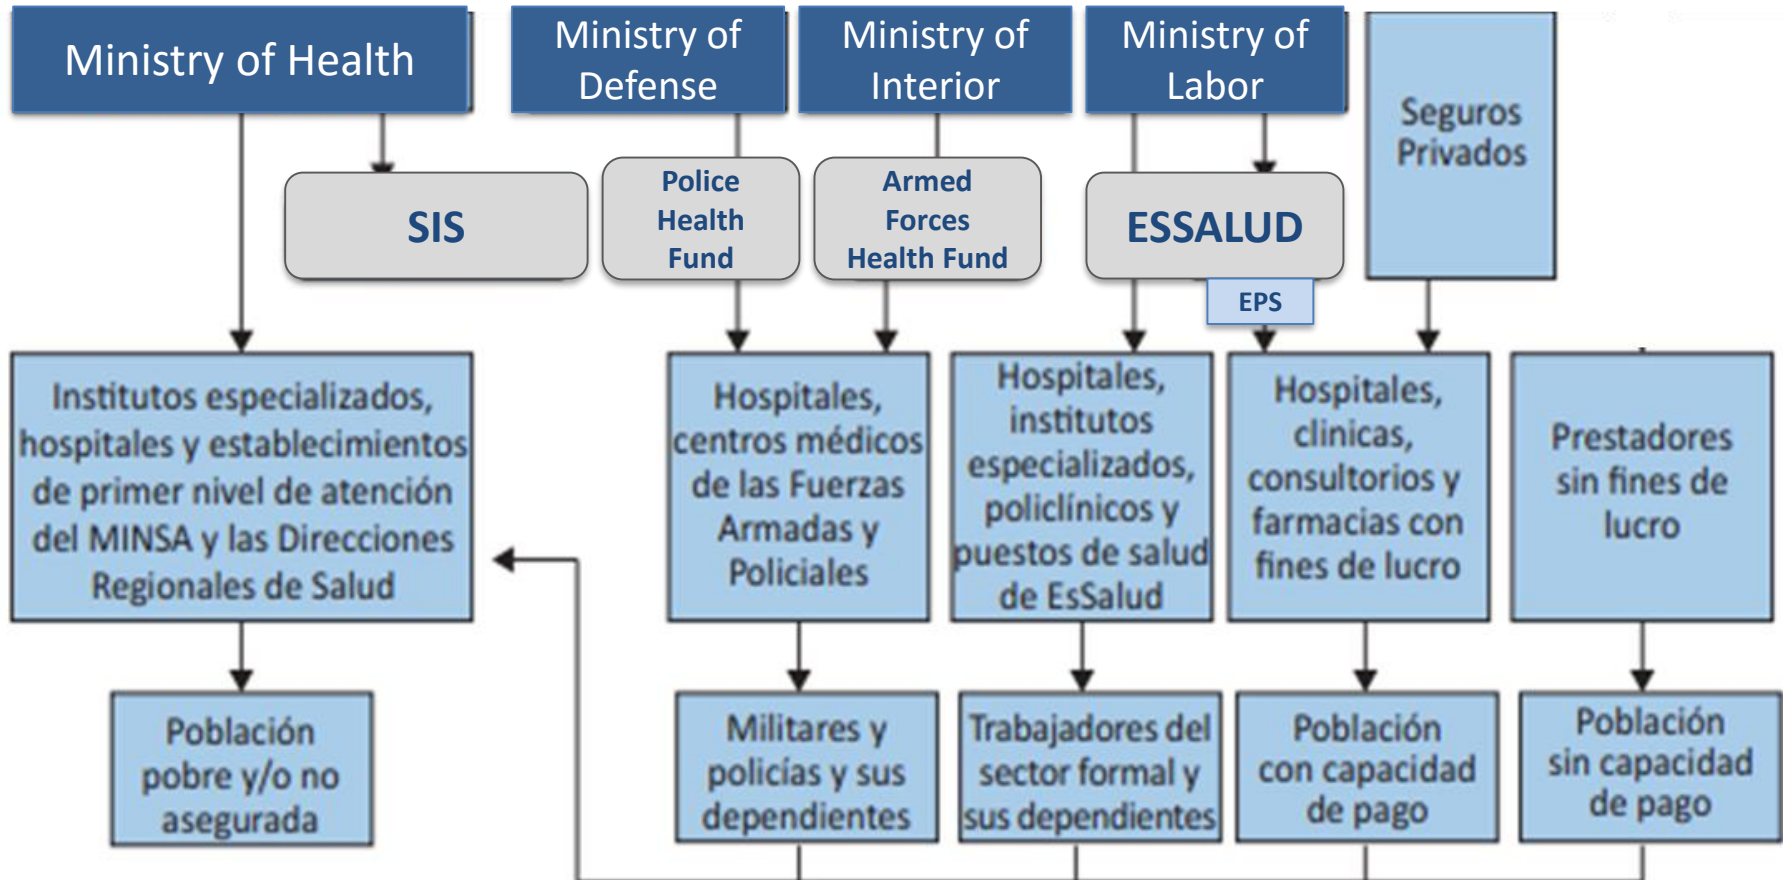 Ministry of Health
Ministry of
Defense
Ministry of
Interior
Ministry of
Labor
Seguros
Privados
SIS
Police
Health
Fund
Armed
Forces
Health Fund
ESSALUD
EPS
Institutos especializados,
hospitales y establecimientos
de primer nivel de atención
del MINSA y las Direcciones
Regionales de Salud
Hospitales,
centros médicos
de las Fuerzas
Armadas y
Policiales
Hospitales,
institutos
especializados,
policlínicos y
puestos de salud
de EsSalud
Hospitales,
clinicas,
consultorios y
farmacias con
fines de lucro
Prestadores
sin fines de
lucro
Población
pobre y/o no
asegurada
Militares y
policías y sus
dependientes
Trabajadores del
sector formal y
sus dependientes
Población
con capacidad
de pago
Población
sin capacidad
de pago